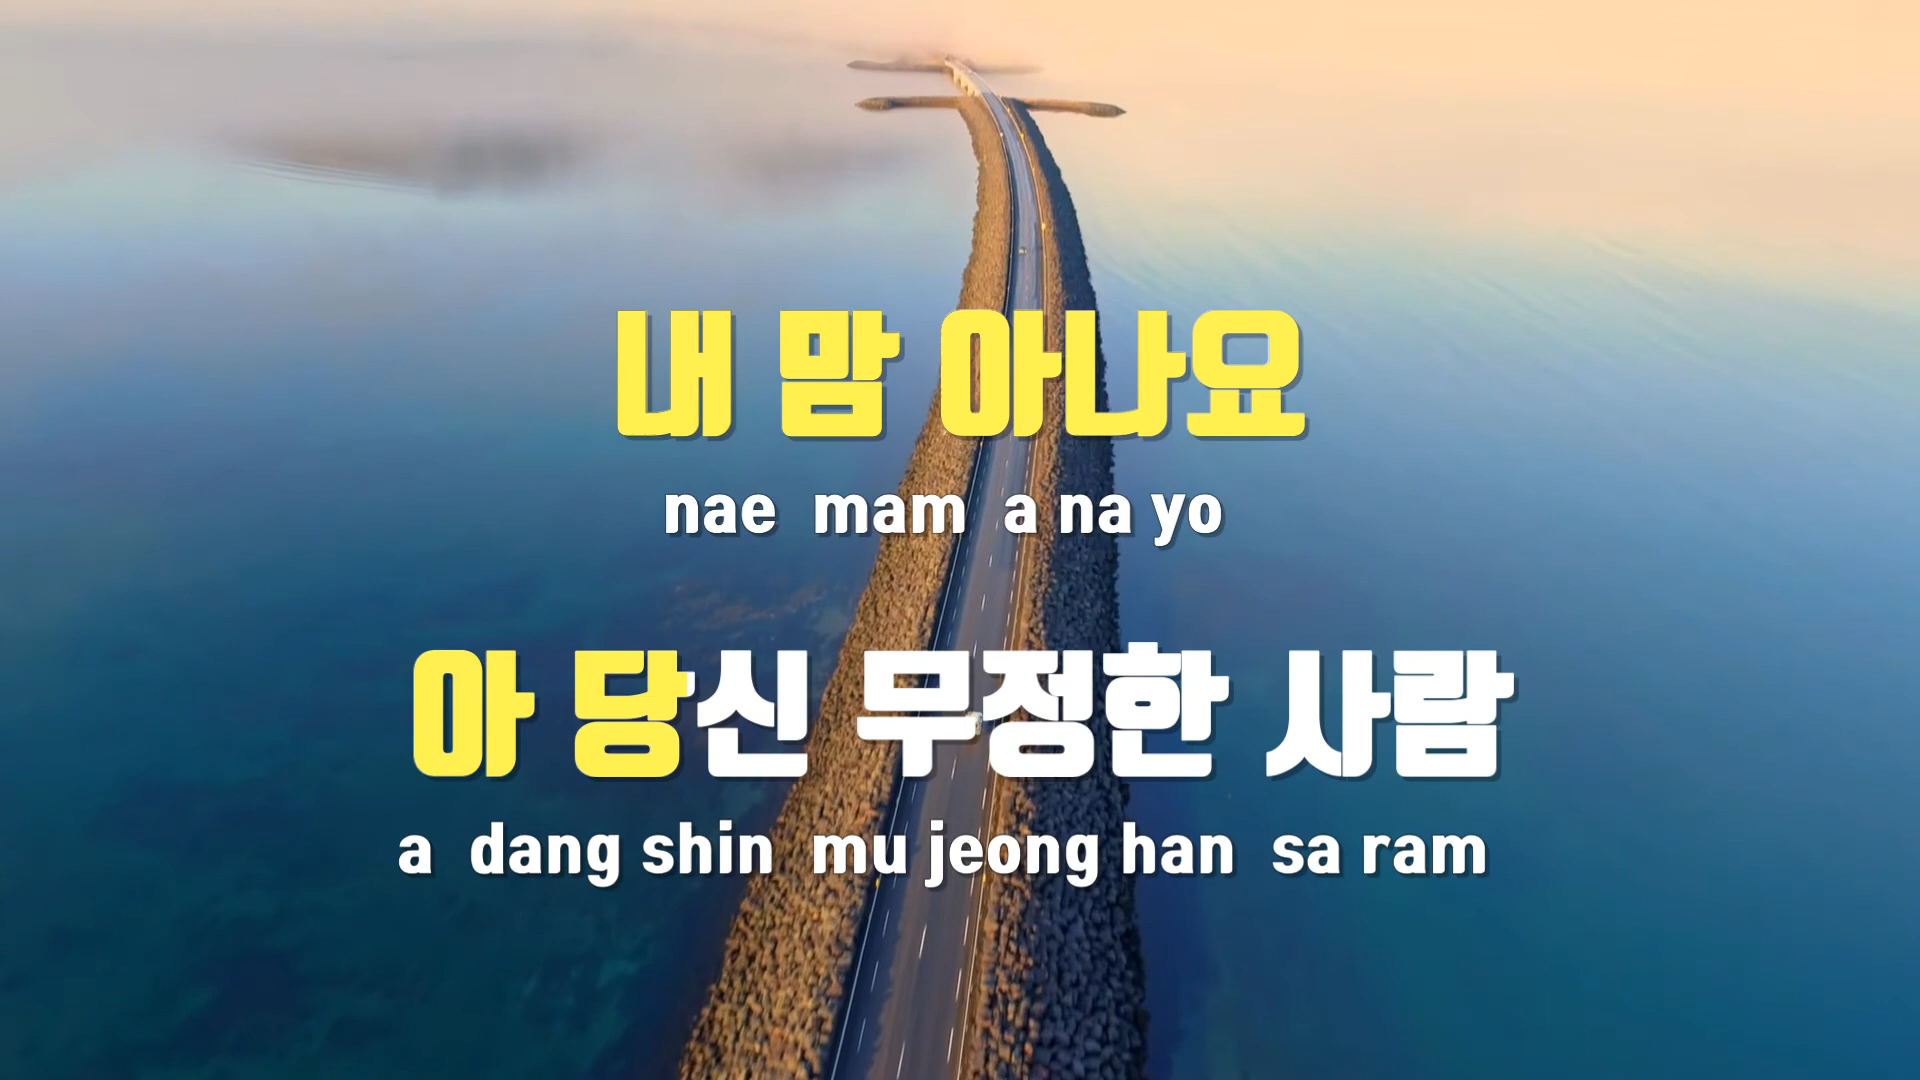 내 맘 아나요
nae mam a na yo
아 당신 무정한 사람
a dang shin mu jeong han sa ram